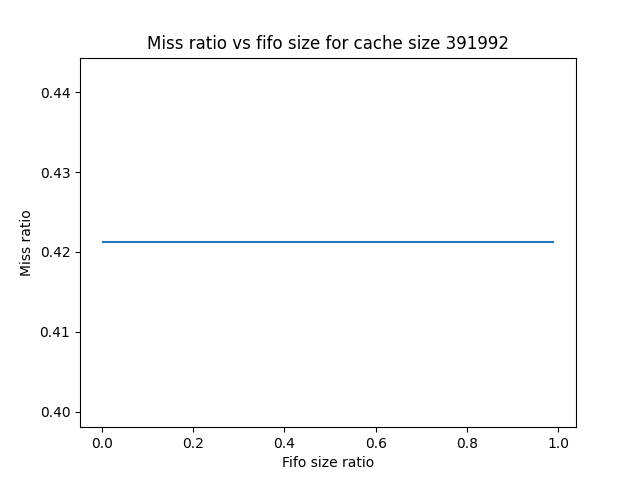 Miss ratio vs fifo size for cache size 391992
0.44
0.43
0.42
0.41
0.40
Miss ratio
0.0 0.2 0.4 0.6 0.8 1.0
Fifo size ratio